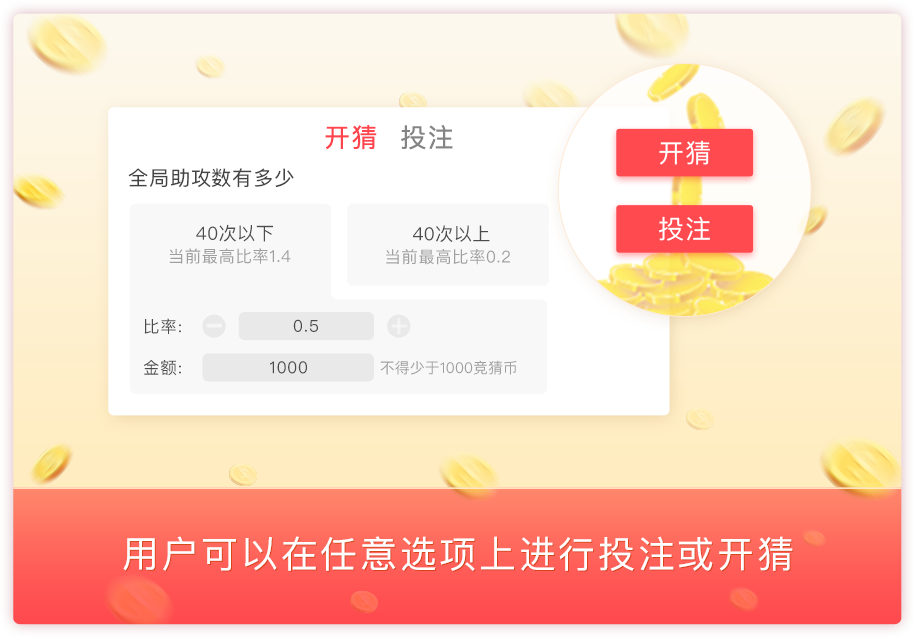 开猜 投注
全局助攻数有多少
40次以下
当前最高比率1.4
40次以上
当前最高比率0.2
比率: 0.5
金额: 1000 不得少于1000竞猜币
开猜
投注
用户可以在任意选项上进行投注或开猜